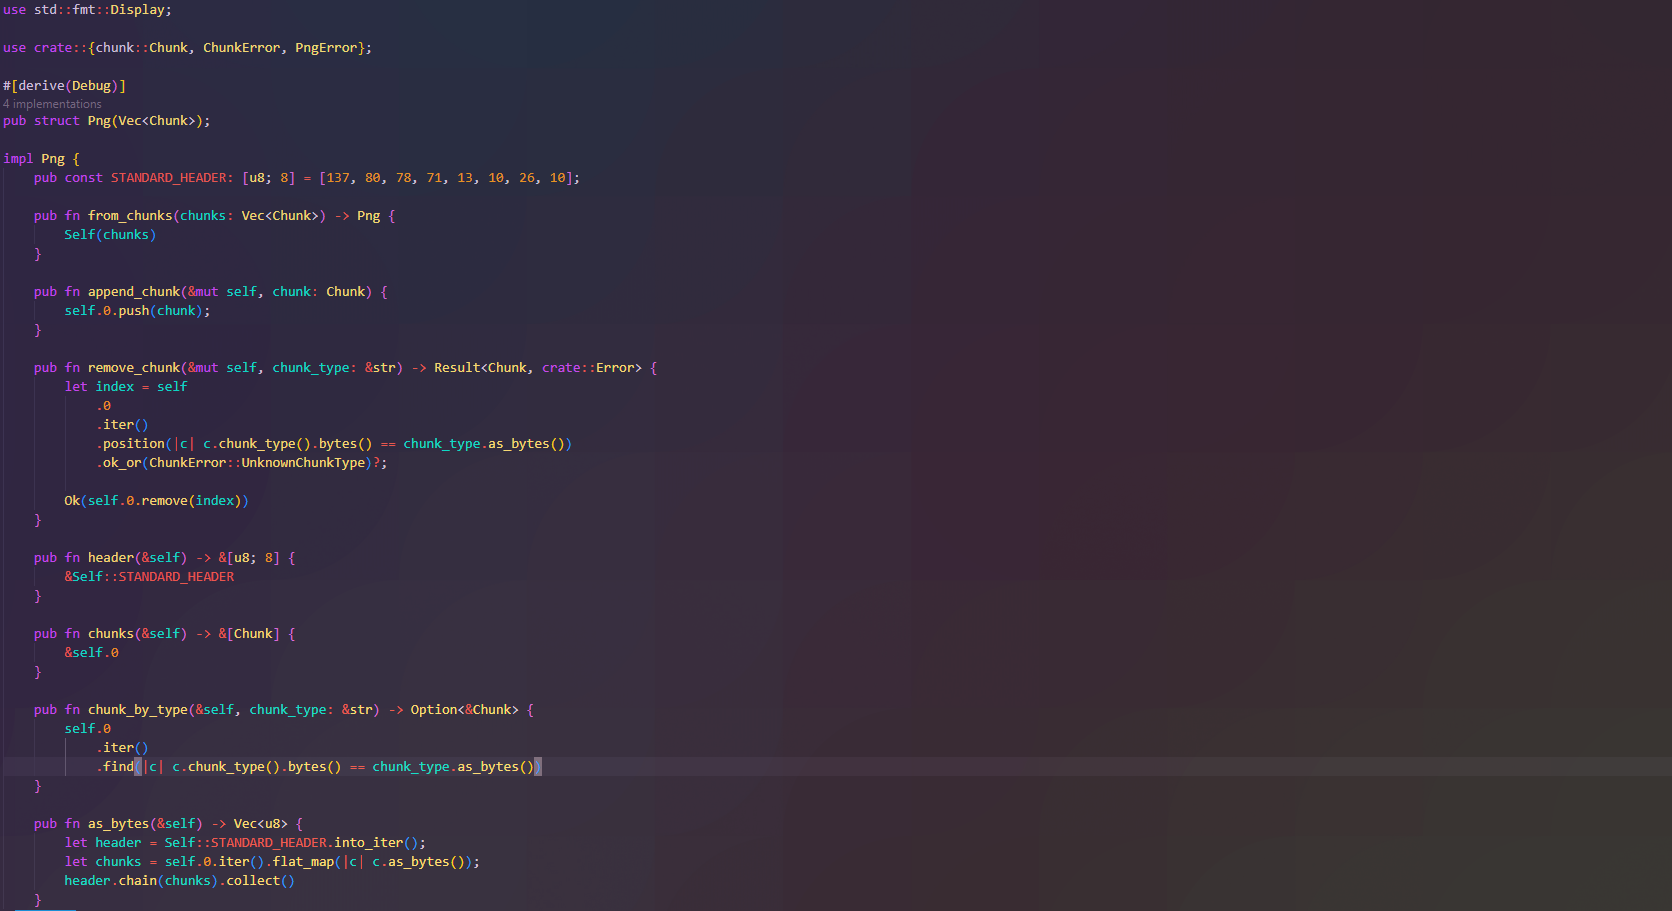 use std::fmt::Display;
use crate::{chunk::Chunk, ChunkError, PngError};
#[derive(Debug)]
4 implementations
pub struct Png(Vec<Chunk>);
impl Png {
    pub const STANDARD_HEADER: [u8; 8] = [137, 80, 78, 71, 13, 10, 26, 10];
    pub fn from_chunks(chunks: Vec<Chunk>) -> Png {
        Self(chunks)
    }
    pub fn append_chunk(&mut self, chunk: Chunk) {
        self.0.push(chunk);
    }
    pub fn remove_chunk(&mut self, chunk_type: &str) -> Result<Chunk, crate::Error> {
        let index = self
            .0
            .iter()
            .position(|c| c.chunk_type().bytes() == chunk_type.as_bytes())
            .ok_or(ChunkError::UnknownChunkType)?;
        Ok(self.0.remove(index))
    }
    pub fn header(&self) -> &[u8; 8] {
        &Self::STANDARD_HEADER
    }
    pub fn chunks(&self) -> &[Chunk] {
        &self.0
    }
    pub fn chunk_by_type(&self, chunk_type: &str) -> Option<&Chunk> {
        self.0
            .iter()
            .find(|c| c.chunk_type().bytes() == chunk_type.as_bytes())
    }
    pub fn as_bytes(&self) -> Vec<u8> {
        let header = Self::STANDARD_HEADER.into_iter();
        let chunks = self.0.iter().flat_map(|c| c.as_bytes());
        header.chain(chunks).collect()
    }